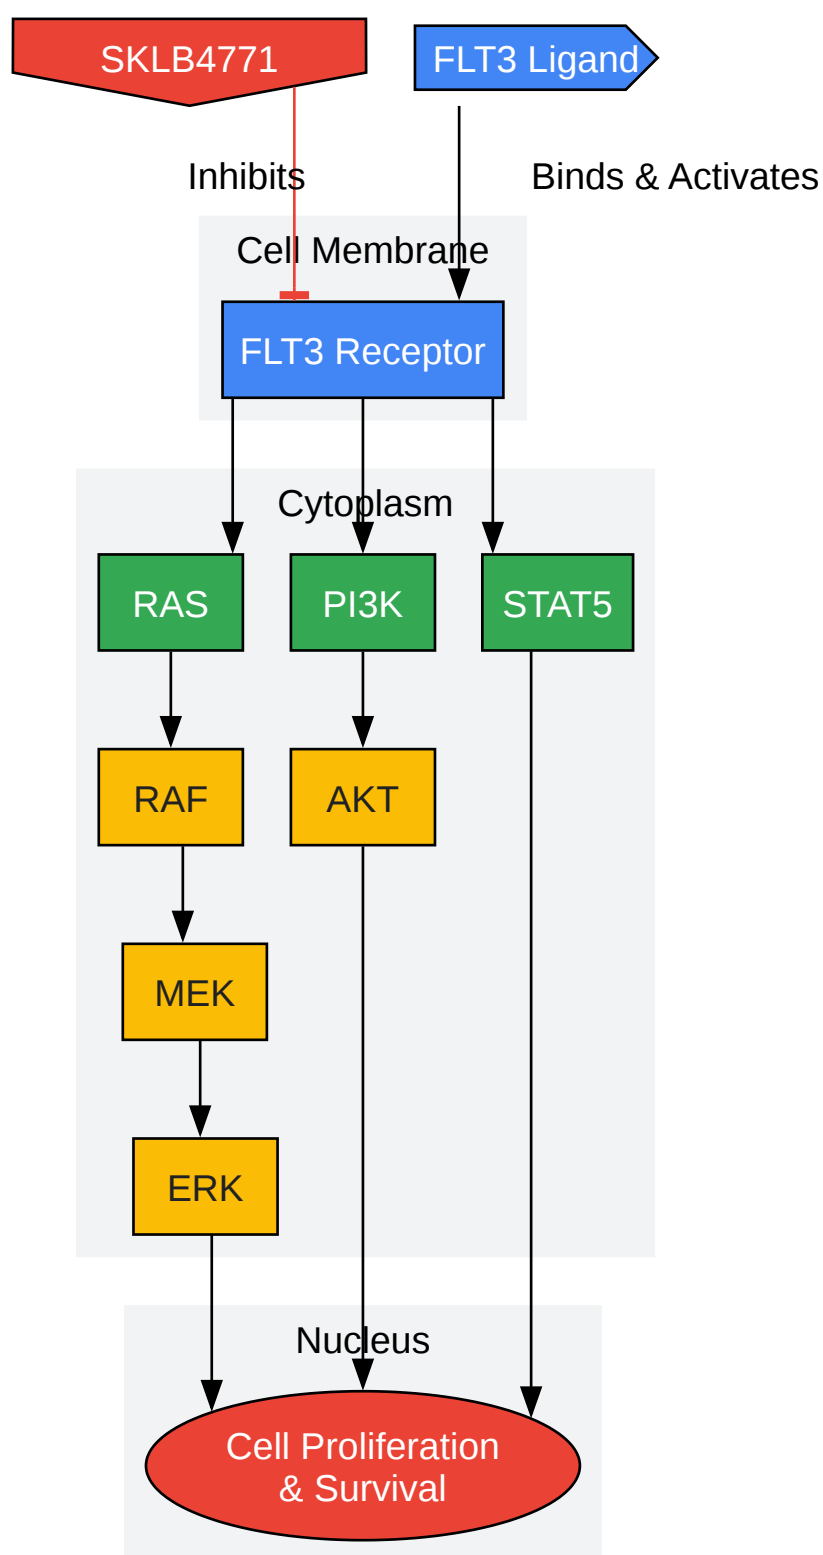 SKLB4771
FLT3 Ligand
Inhibits
Binds & Activates
Cell Membrane
FLT3 Receptor
Cytoplasm
RAS
PI3K
STAT5
RAF
AKT
MEK
ERK
Nucleus
Cell Proliferation
& Survival